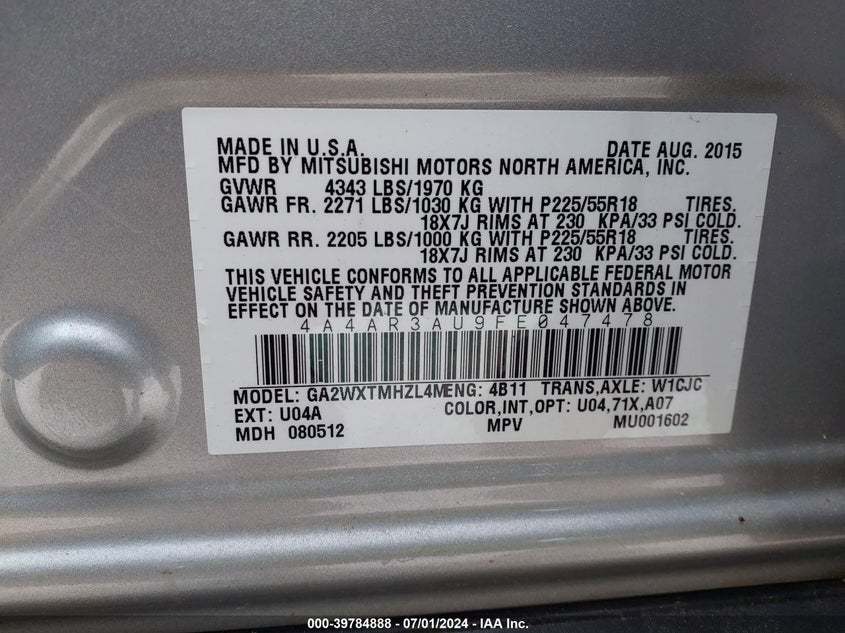 MADE IN U.S.A. DATE AUG. 2015
MFD BY MITSUBISHI MOTORS NORTH AMERICA, INC.
GVWR 4343 LBS/1970 KG
GAWR FR. 2271 LBS/1030 KG WITH P225/55R18 TIRES.
18X7J RIMS AT 230 KPA/33 PSI COLD.
GAWR RR. 2205 LBS/1000 KG WITH P225/55R18 TIRES.
18X7J RIMS AT 230 KPA/33 PSI COLD.
THIS VEHICLE CONFORMS TO ALL APPLICABLE FEDERAL MOTOR
VEHICLE SAFETY AND THEFT PREVENTION STANDARDS IN
EFFECT ON THE DATE OF MANUFACTURE SHOWN ABOVE.
4A4AR3AU9FE047478
MODEL: GA2WXTMHZL4M ENG: 4B11 TRANS,AXLE: W1CJC
EXT: U04A COLOR,INT,OPT: U04,71X,A07
MDH 080512 MPV MU001602
000-39784888 - 07/01/2024 - IAA Inc.